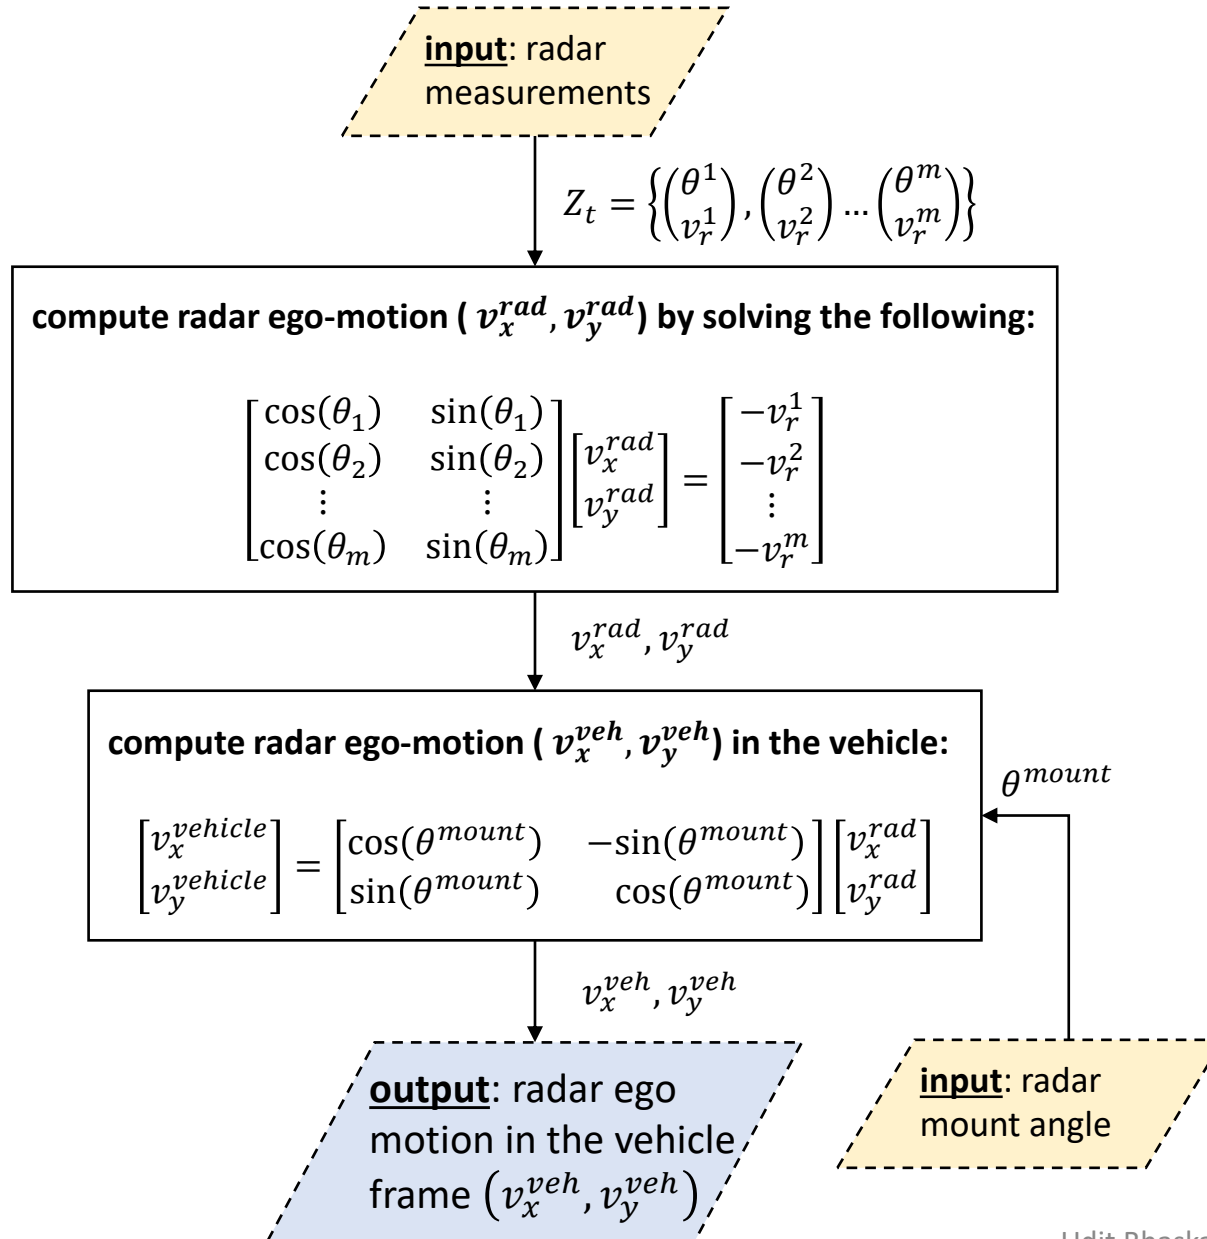 input: radar
measurements
Z_t = {(θ^1 v_r^1), (θ^2 v_r^2) … (θ^m v_r^m)}
compute radar ego-motion ( v_x^rad, v_y^rad) by solving the following:
[cos(θ_1) sin(θ_1)
cos(θ_2) sin(θ_2)
⋮ ⋮
cos(θ_m) sin(θ_m)] [v_x^rad
v_y^rad] = [−v_r^1
−v_r^2
⋮
−v_r^m]
v_x^rad, v_y^rad
compute radar ego-motion ( v_x^veh, v_y^veh) in the vehicle:
θ^mount
[v_x^vehicle
v_y^vehicle] = [cos(θ^mount) −sin(θ^mount)
sin(θ^mount) cos(θ^mount)] [v_x^rad
v_y^rad]
v_x^veh, v_y^veh
output: radar ego
motion in the vehicle
frame (v_x^veh, v_y^veh)
input: radar
mount angle